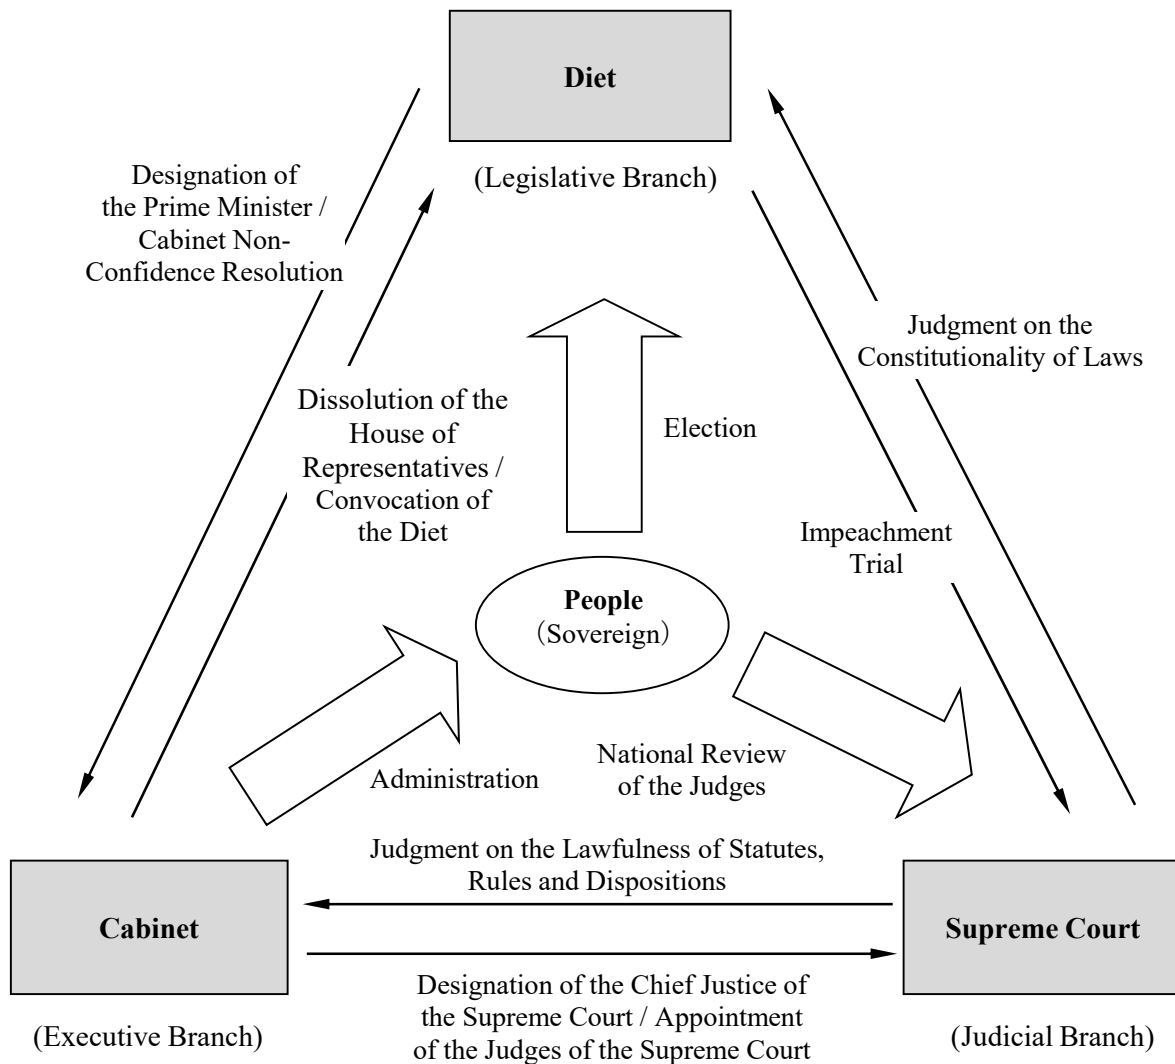 Diet
(Legislative Branch)
Designation of
the Prime Minister /
Cabinet Non-
Confidence Resolution
Judgment on the
Constitutionality of Laws
Dissolution of the
House of
Representatives /
Convocation of
the Diet
Election
Impeachment
Trial
People
（Sovereign）
Administration
National Review
of the Judges
Judgment on the Lawfulness of Statutes,
Rules and Dispositions
Cabinet
Supreme Court
Designation of the Chief Justice of
the Supreme Court / Appointment
of the Judges of the Supreme Court
(Executive Branch)
(Judicial Branch)